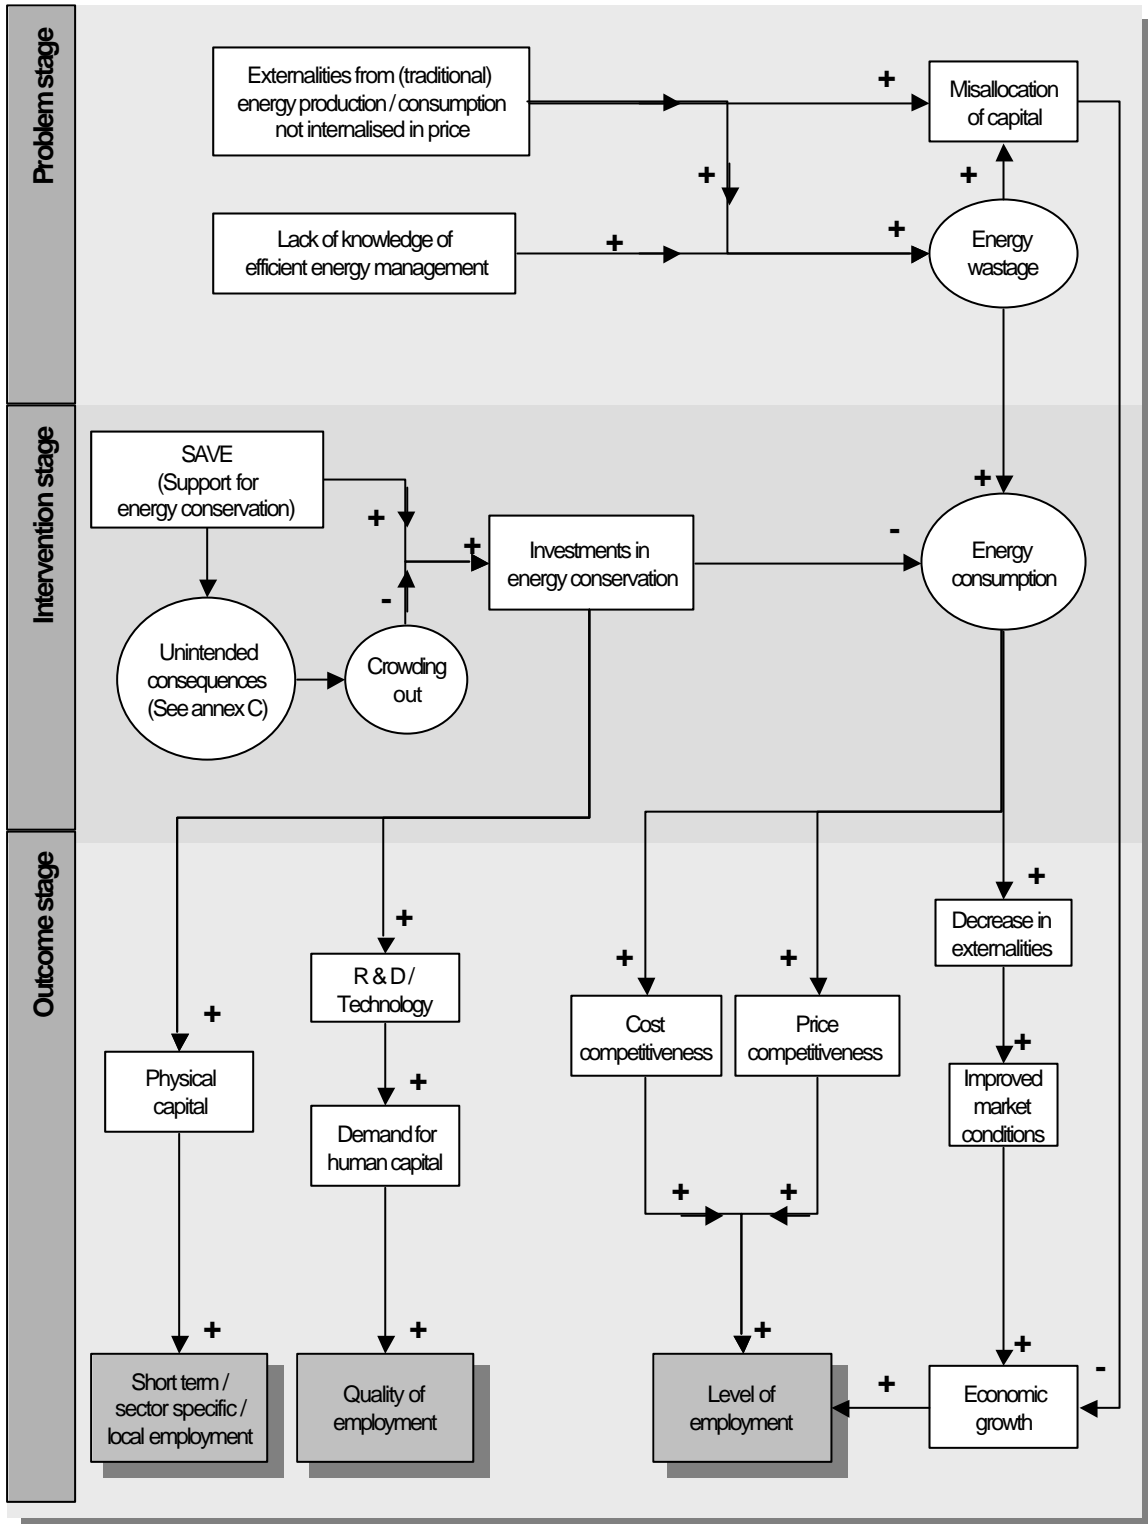 Problem stage
Externalities from (traditional)
energy production / consumption
not internalised in price
+
Misallocation
of capital
+
+
Lack of knowledge of
efficient energy management
+
+
Energy
wastage
Intervention stage
SAVE
(Support for
energy conservation)
+
+
-
Unintended
consequences
(See annex C)
Crowding
out
Investments in
energy conservation
-
+
Energy
consumption
Outcome stage
+
Physical
capital
+
R & D /
Technology
+
Demand for
human capital
+
Cost
competitiveness
+
Price
competitiveness
+
Decrease in
externalities
+
Improved
market
conditions
+
+
+
Short term /
sector specific /
local employment
+
Quality of
employment
+
+
Level of
employment
+
+
Economic
growth
-